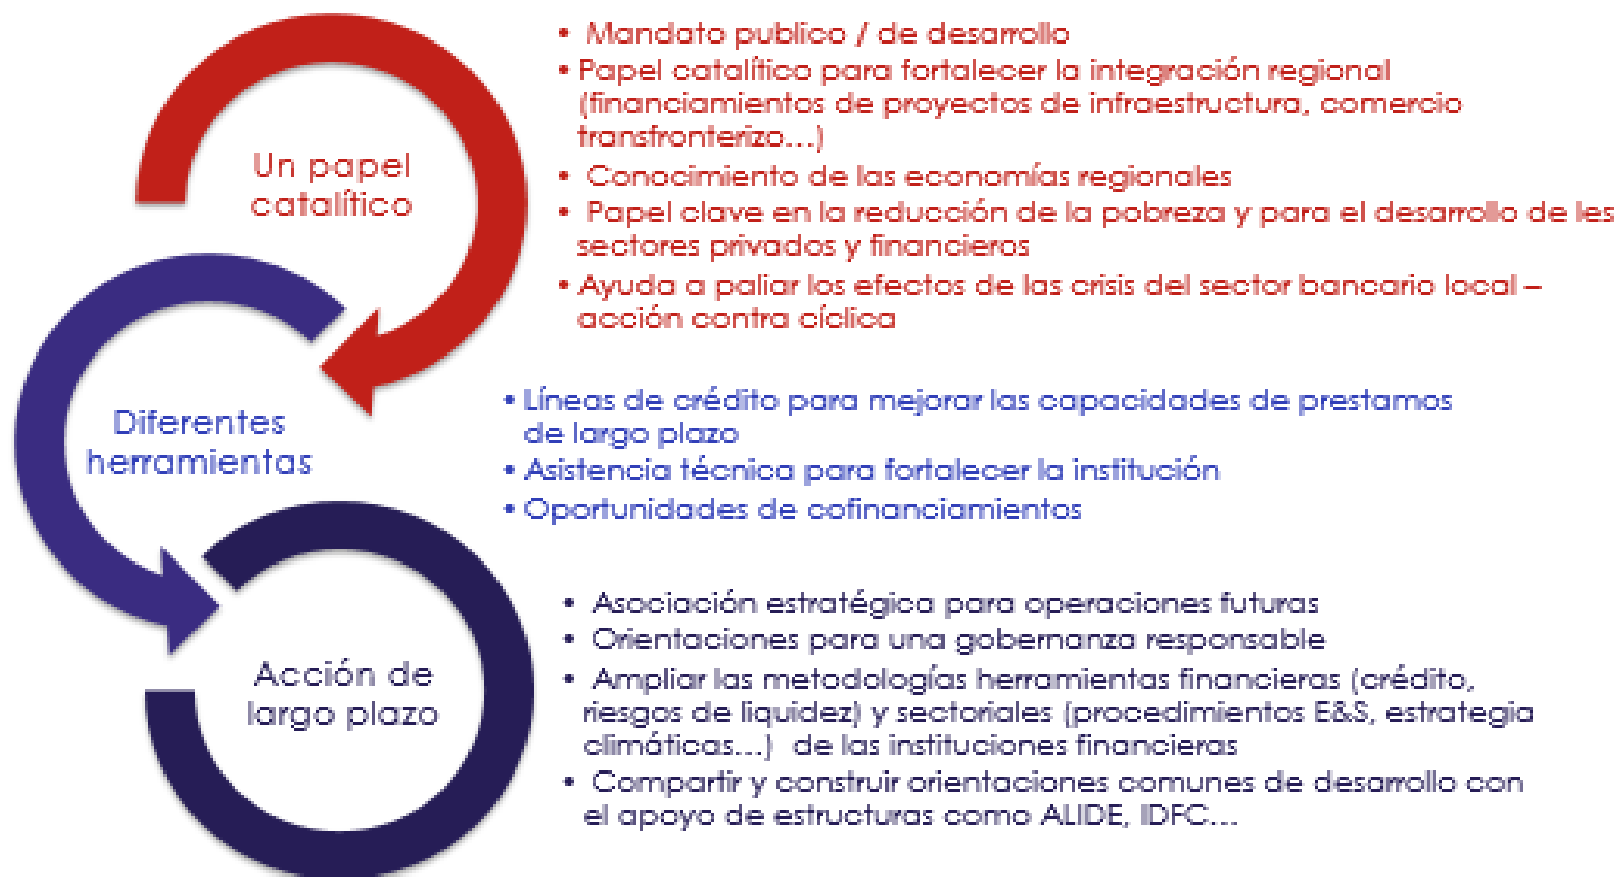 Un papel
catalítico
• Mandato publico / de desarrollo
• Papel catalítico para fortalecer la integración regional
(financiamientos de proyectos de infraestructura, comercio
transfronterizo...)
• Conocimiento de las economías regionales
• Papel clave en la reducción de la pobreza y para el desarrollo de les
sectores privados y financieros
• Ayuda a paliar los efectos de las crisis del sector bancario local –
acción contra cíclica
Diferentes
herramientas
• Líneas de crédito para mejorar las capacidades de prestamos
de largo plazo
• Asistencia técnica para fortalecer la institución
• Oportunidades de cofinanciamientos
Acción de
largo plazo
• Asociación estratégica para operaciones futuras
• Orientaciones para una gobernanza responsable
• Ampliar las metodologías herramientas financieras (crédito,
riesgos de liquidez) y sectoriales (procedimientos E&S, estrategia
climáticas...) de las instituciones financieras
• Compartir y construir orientaciones comunes de desarrollo con
el apoyo de estructuras como ALIDE, IDFC...